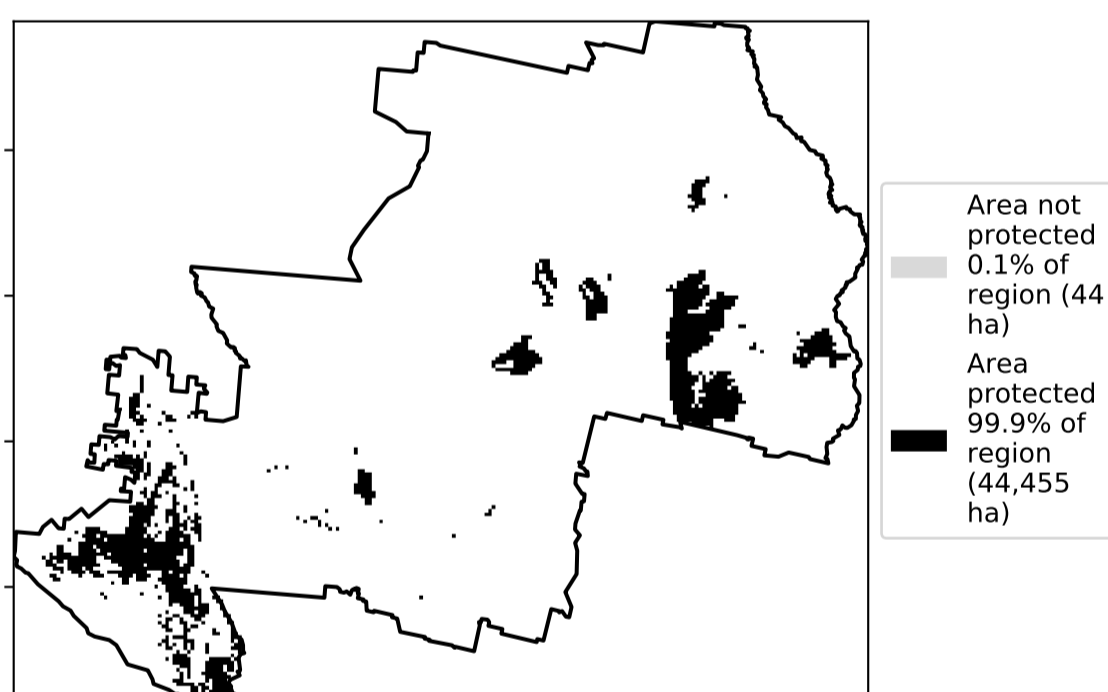 Area not
protected
0.1% of
region (44
ha)
Area
protected
99.9% of
region
(44,455
ha)